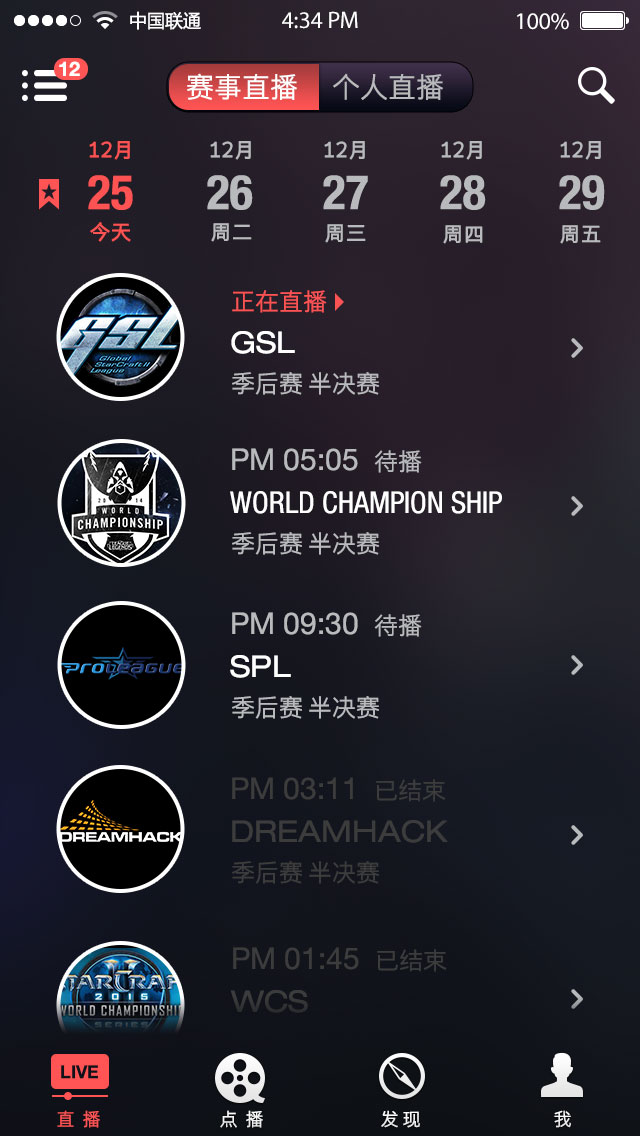 中国联通 4:34 PM 100%
12 赛事直播 个人直播
12月 12月 12月 12月 12月
25 26 27 28 29
今天 周二 周三 周四 周五
GSL
Global
StarCraft II
League
正在直播
GSL
季后赛 半决赛
2014
WORLD
CHAMPIONSHIP
LEAGUE
LEGENDS
PM 05:05 待播
WORLD CHAMPION SHIP
季后赛 半决赛
PROLEAGUE
PM 09:30 待播
SPL
季后赛 半决赛
DREAMHACK
PM 03:11 已结束
DREAMHACK
季后赛 半决赛
STARCRAFT
II
2015
WORLD CHAMPIONSHIP
SERIES
PM 01:45 已结束
WCS
LIVE
直播 点播 发现 我